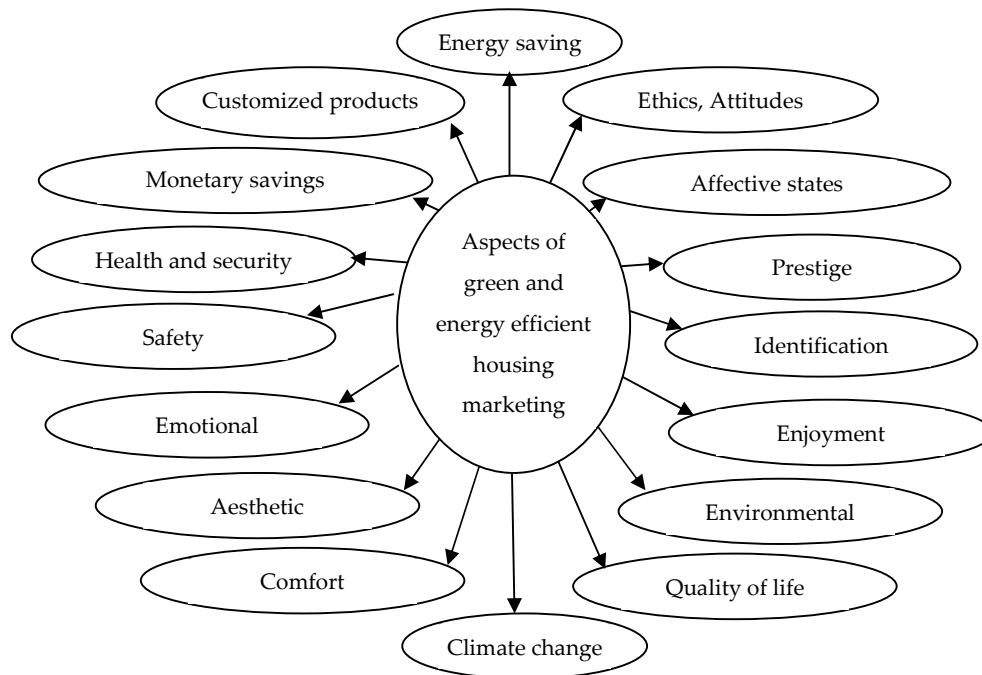 Energy saving
Customized products
Ethics, Attitudes
Monetary savings
Affective states
Health and security
Prestige
Safety
Identification
Emotional
Enjoyment
Aesthetic
Environmental
Comfort
Quality of life
Climate change
Aspects of
green and
energy efficient
housing
marketing